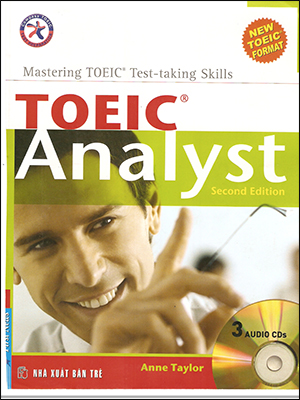 NEW TOEIC
FORMAT
Mastering TOEIC® Test-taking Skills
TOEIC®
Analyst
Second Edition
3 AUDIO CDs
Anne Taylor
NHÀ XUẤT BẢN TRẺ